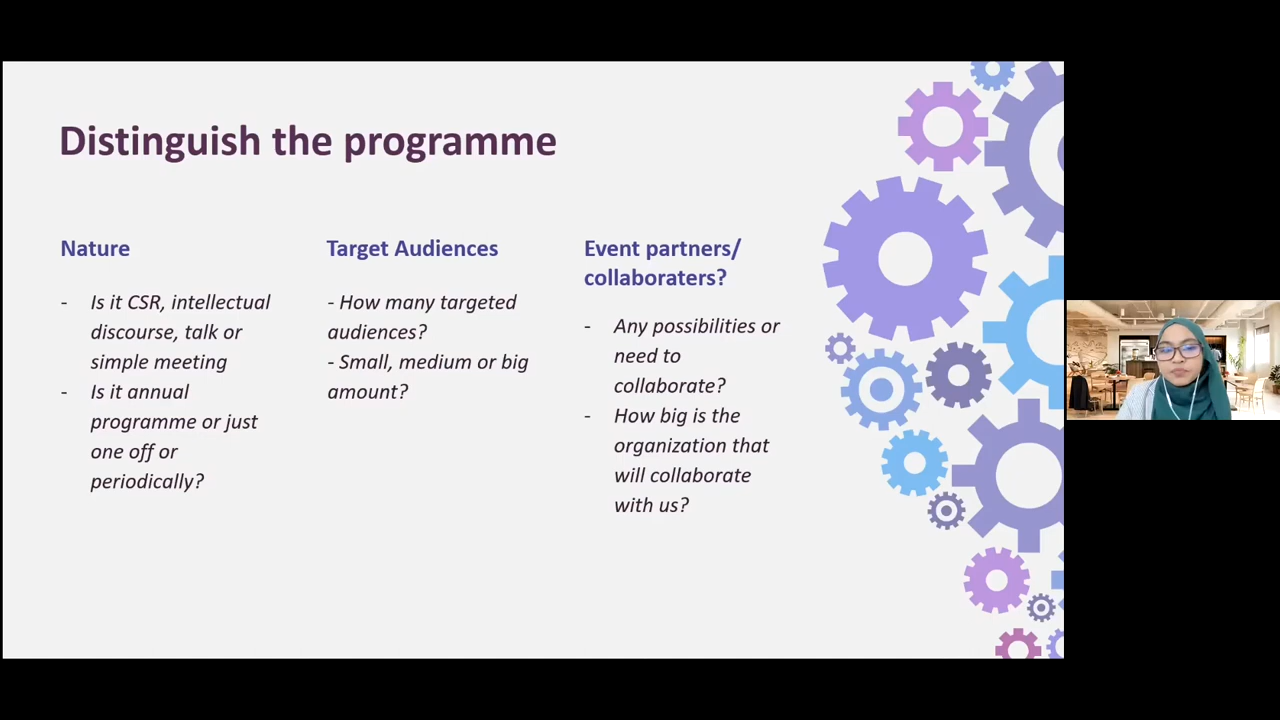 Distinguish the programme
Nature
- Is it CSR, intellectual
discourse, talk or
simple meeting
- Is it annual
programme or just
one off or
periodically?
Target Audiences
- How many targeted
audiences?
- Small, medium or big
amount?
Event partners/
collaboraters?
- Any possibilities or
need to
collaborate?
- How big is the
organization that
will collaborate
with us?